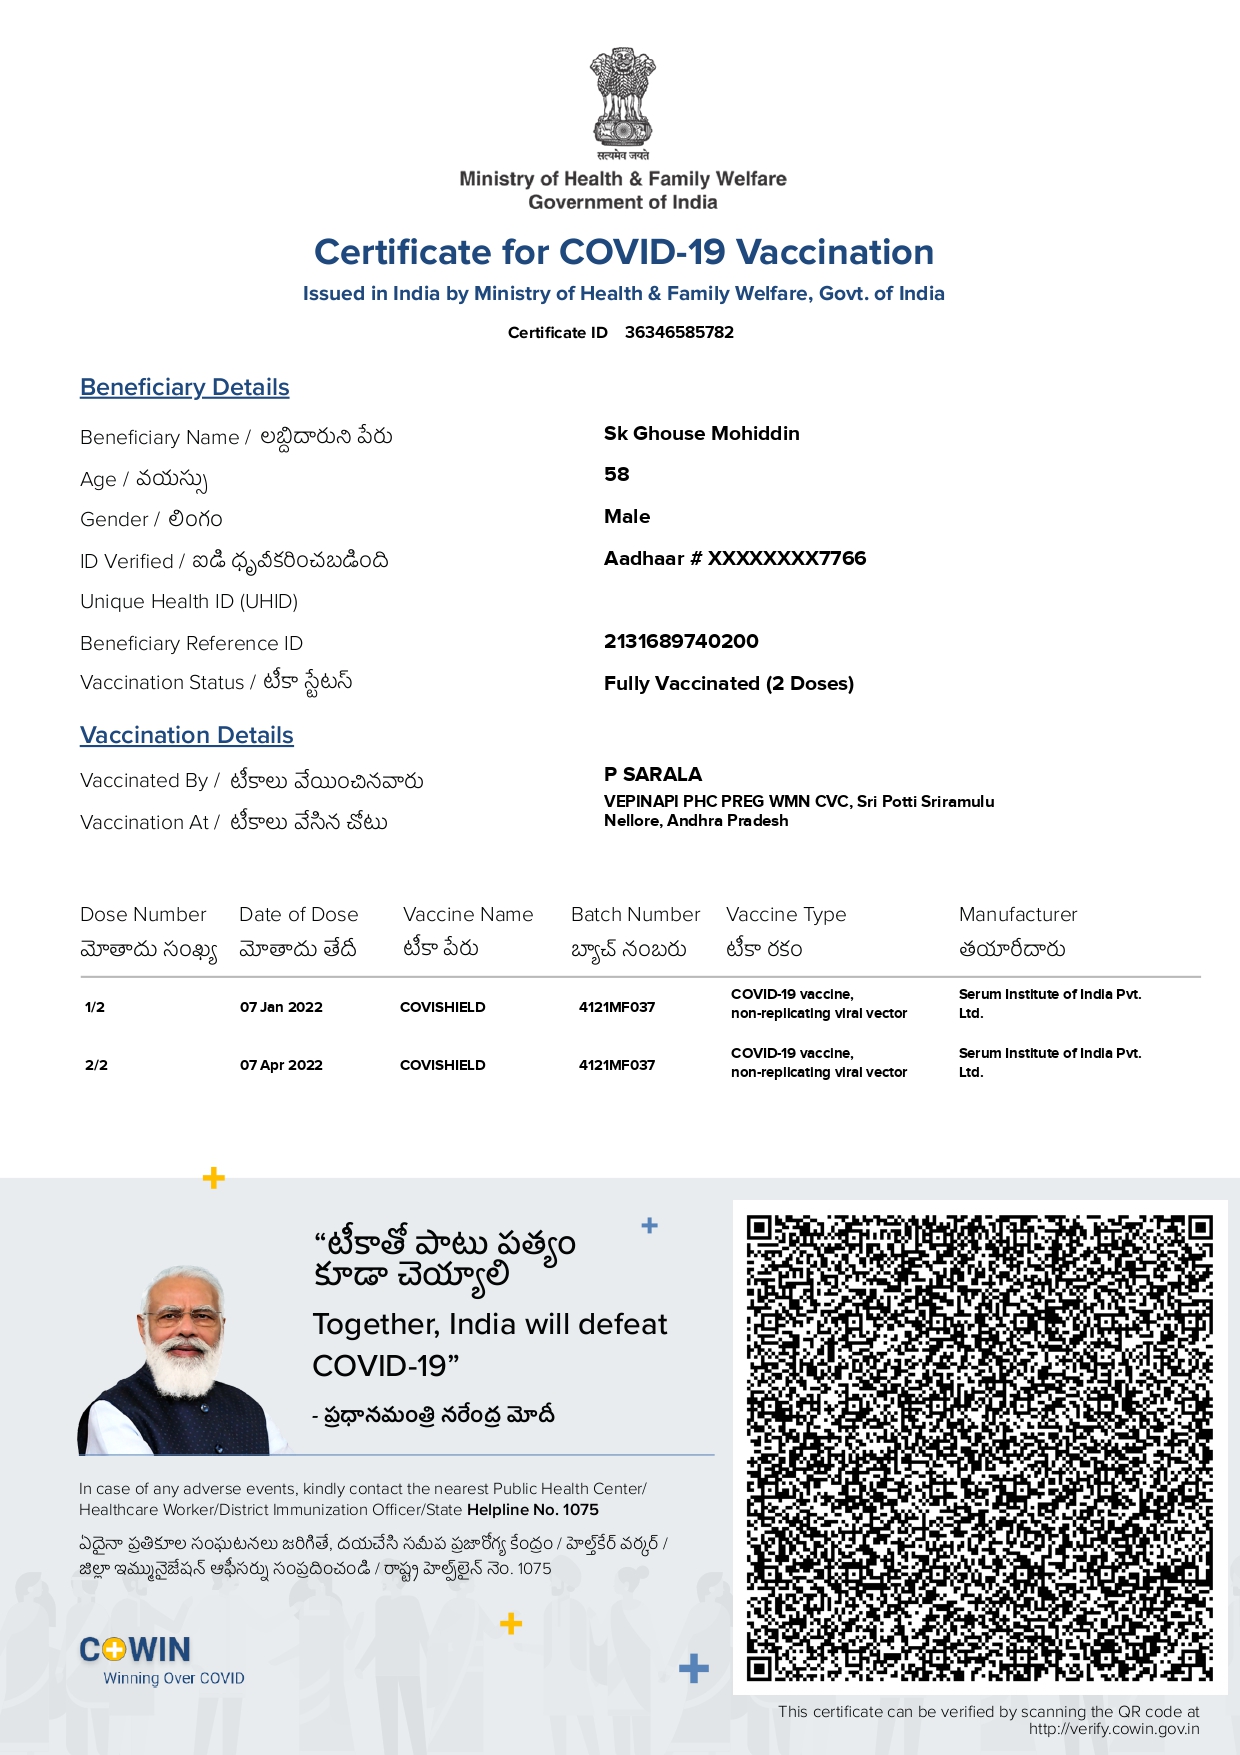 सत्यमेव जयते
Ministry of Health & Family Welfare
Government of India
Certificate for COVID-19 Vaccination
Issued in India by Ministry of Health & Family Welfare, Govt. of India
Certificate ID 36346585782
Beneficiary Details
Beneficiary Name / లబ్ధిదారుని పేరు Sk Ghouse Mohiddin
Age / వయస్సు 58
Gender / లింగం Male
ID Verified / ఐడి ధృవీకరించబడింది Aadhaar # XXXXXXXX7766
Unique Health ID (UHID)
Beneficiary Reference ID 2131689740200
Vaccination Status / టీకా స్టేటస్ Fully Vaccinated (2 Doses)
Vaccination Details
Vaccinated By / టీకాలు వేయించినవారు P SARALA
Vaccination At / టీకాలు వేసిన చోటు VEPINAPI PHC PREG WMN CVC, Sri Potti Sriramulu
Nellore, Andhra Pradesh
Dose Number Date of Dose Vaccine Name Batch Number Vaccine Type Manufacturer
మోతాదు సంఖ్య మోతాదు తేదీ టీకా పేరు బ్యాచ్ నంబరు టీకా రకం తయారీదారు
1/2 07 Jan 2022 COVISHIELD 4121MF037 COVID-19 vaccine, Serum Institute of India Pvt.
non-replicating viral vector Ltd.
2/2 07 Apr 2022 COVISHIELD 4121MF037 COVID-19 vaccine, Serum Institute of India Pvt.
non-replicating viral vector Ltd.
“టీకాతో పాటు పత్యం
కూడా చెయ్యాలి
Together, India will defeat
COVID-19”
- ప్రధానమంత్రి నరేంద్ర మోదీ
In case of any adverse events, kindly contact the nearest Public Health Center/
Healthcare Worker/District Immunization Officer/State Helpline No. 1075
ఏదైనా ప్రతికూల సంఘటనలు జరిగితే, దయచేసి సమీప ప్రజారోగ్య కేంద్రం / హెల్త్‌కేర్ వర్కర్ /
జిల్లా ఇమ్మునైజేషన్ ఆఫీసర్ను సంప్రదించండి / రాష్ట్ర హెల్ప్‌లైన్ నెం. 1075
COWIN
Winning Over COVID
This certificate can be verified by scanning the QR code at
http://verify.cowin.gov.in